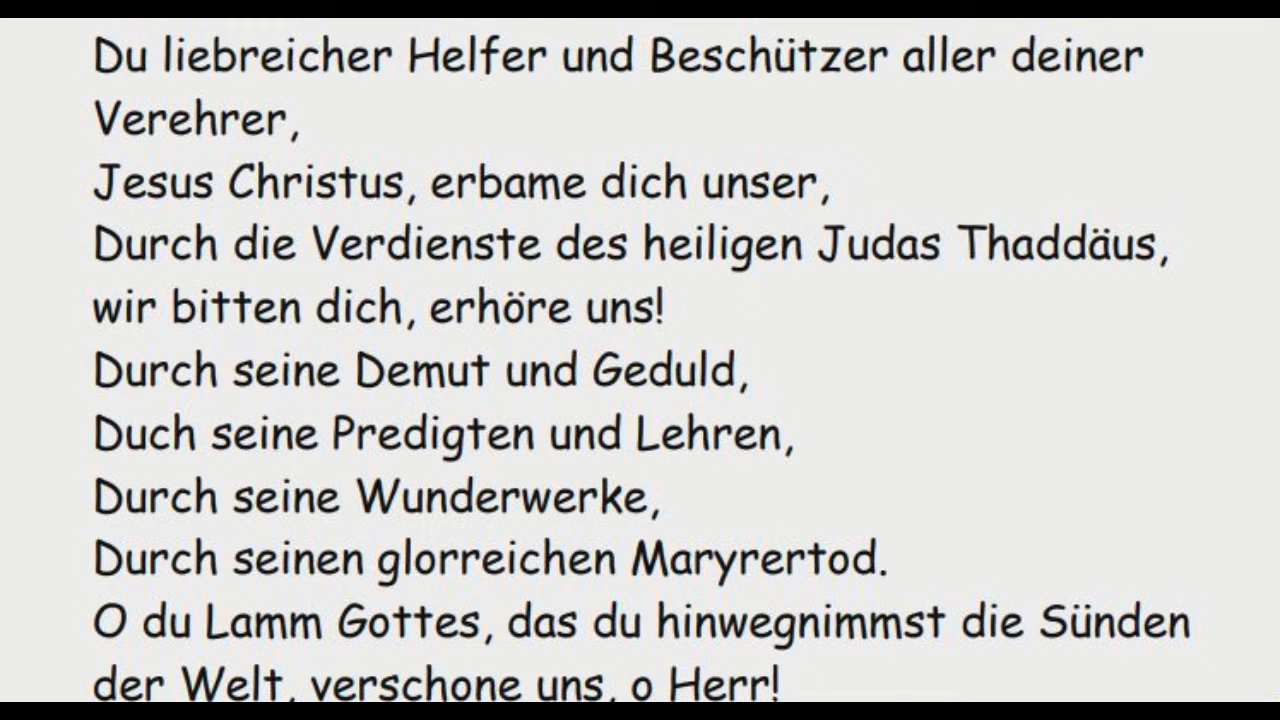 Du liebreicher Helfer und Beschützer aller deiner
Verehrer,
Jesus Christus, erbame dich unser,
Durch die Verdienste des heiligen Judas Thaddäus,
wir bitten dich, erhöre uns!
Durch seine Demut und Geduld,
Duch seine Predigten und Lehren,
Durch seine Wunderwerke,
Durch seinen glorreichen Maryrertod.
O du Lamm Gottes, das du hinwegnimmst die Sünden
der Welt, verschone uns, o Herr!